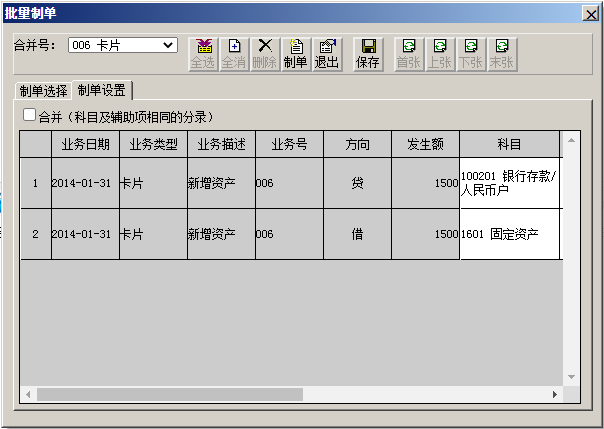 批量制单
合并号： 006 卡片
全选 全消 删除 制单 退出 保存 首张 上张 下张 末张
制单选择 制单设置
合并（科目及辅助项相同的分录）
业务日期 业务类型 业务描述 业务号 方向 发生额 科目
1 2014-01-31 卡片 新增资产 006 贷 1500 100201 银行存款/
人民币户
2 2014-01-31 卡片 新增资产 006 借 1500 1601 固定资产